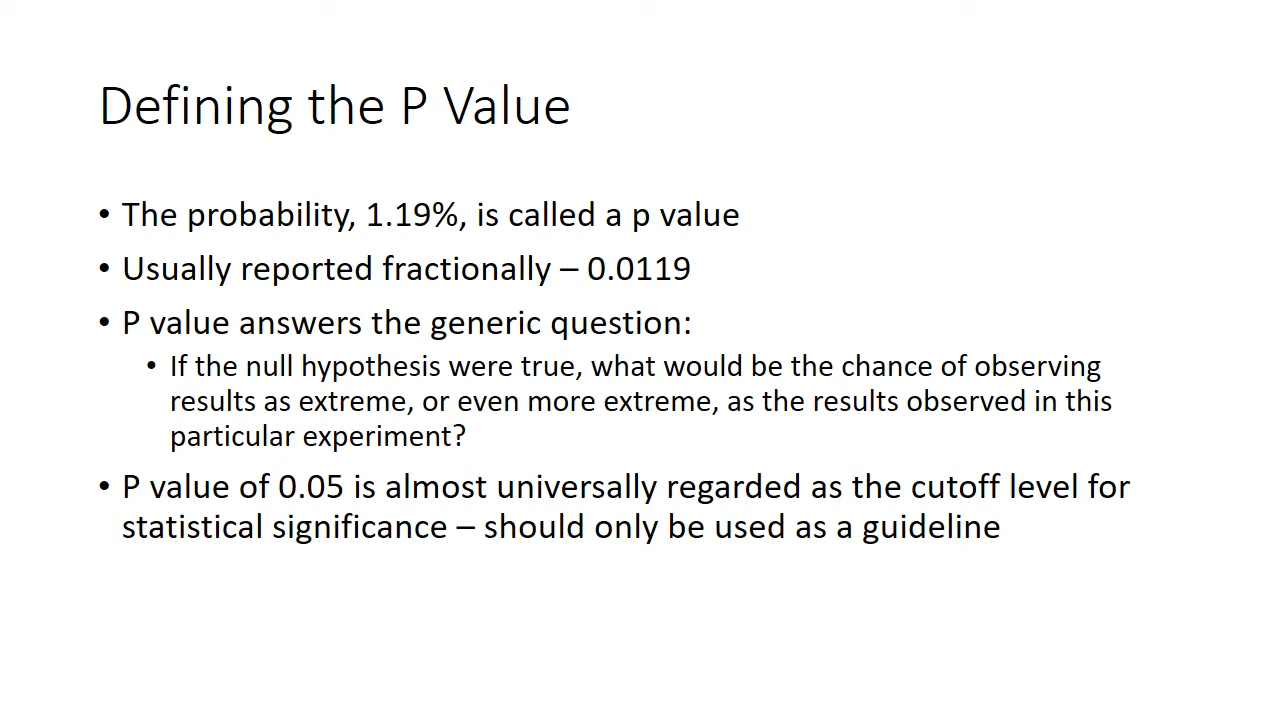 Defining the P Value
• The probability, 1.19%, is called a p value
• Usually reported fractionally – 0.0119
• P value answers the generic question:
• If the null hypothesis were true, what would be the chance of observing
results as extreme, or even more extreme, as the results observed in this
particular experiment?
• P value of 0.05 is almost universally regarded as the cutoff level for
statistical significance – should only be used as a guideline